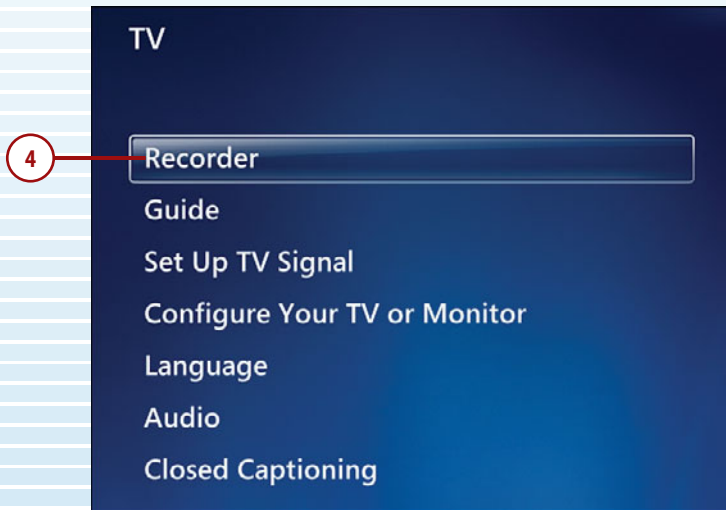 TV
4
Recorder
Guide
Set Up TV Signal
Configure Your TV or Monitor
Language
Audio
Closed Captioning